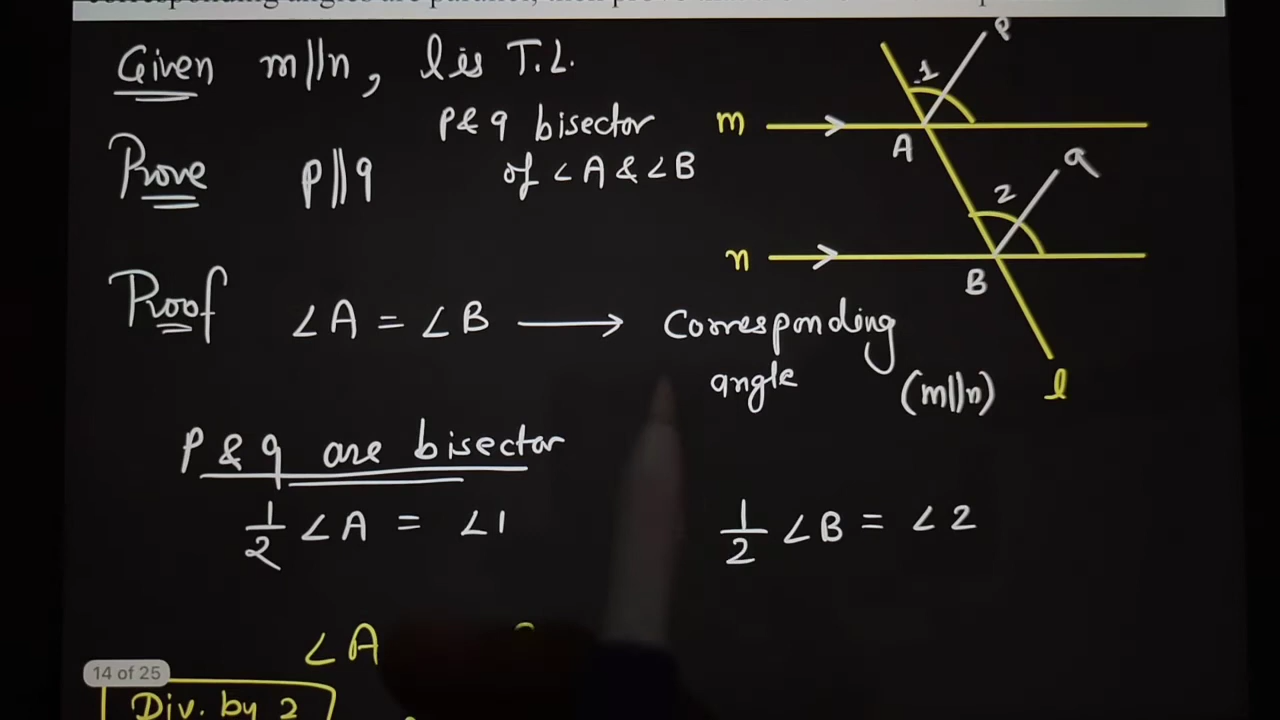 Given m||n, l is T.L.
p & q bisector
of ∠A & ∠B
Prove p||q
Proof ∠A = ∠B ⟶ Corresponding
angle (m||n)
p & q are bisector
1/2 ∠A = ∠1 1/2 ∠B = ∠2
∠A
14 of 25
Div. by 2
p
1
m
A
q
2
n
B
l